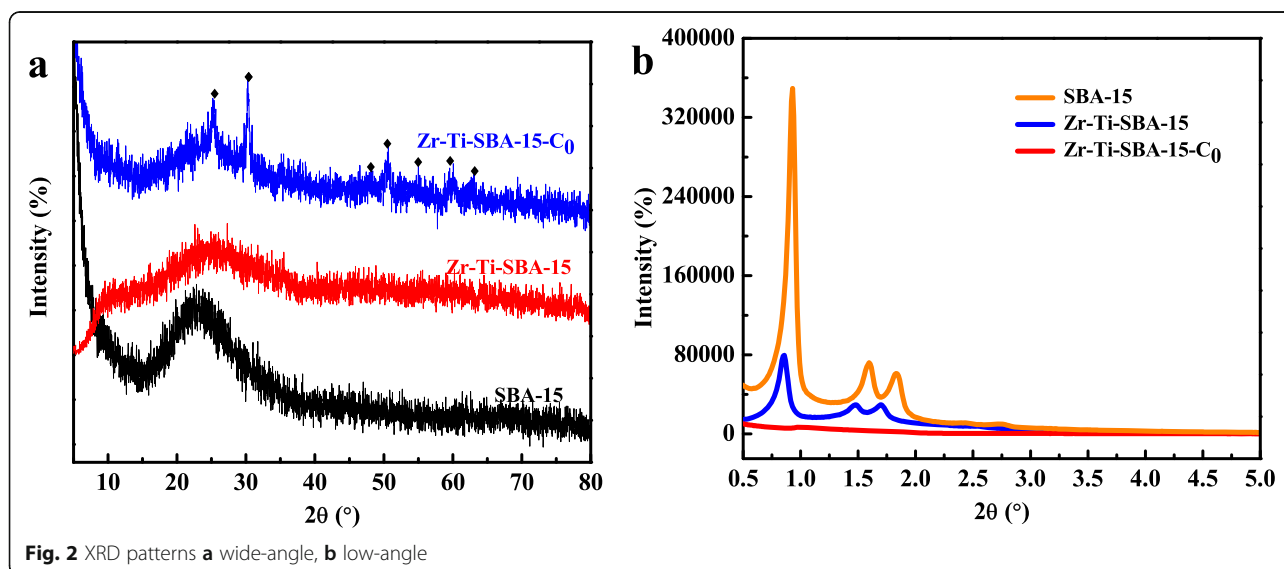 a
Zr-Ti-SBA-15-C0
Zr-Ti-SBA-15
SBA-15
Intensity (%)
10 20 30 40 50 60 70 80
2θ (°)
b
400000
320000
240000
160000
80000
0
SBA-15
Zr-Ti-SBA-15
Zr-Ti-SBA-15-C0
Intensity (%)
0.5 1.0 1.5 2.0 2.5 3.0 3.5 4.0 4.5 5.0
2θ (°)
Fig. 2 XRD patterns a wide-angle, b low-angle